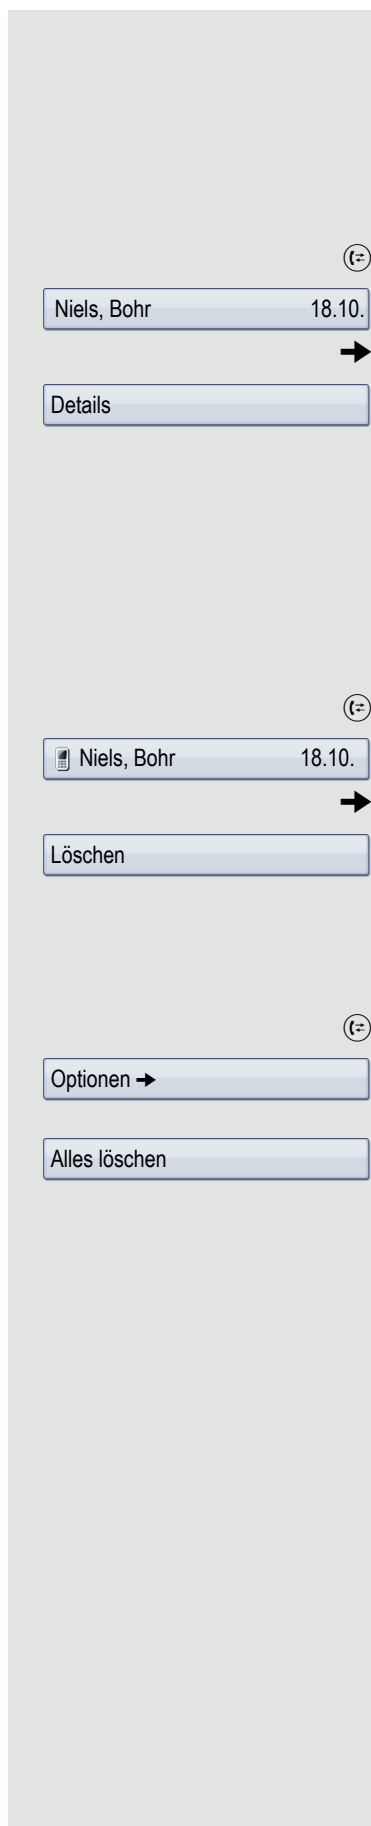 Niels, Bohr 18.10.
Details
Niels, Bohr 18.10.
Löschen
Optionen
Alles löschen